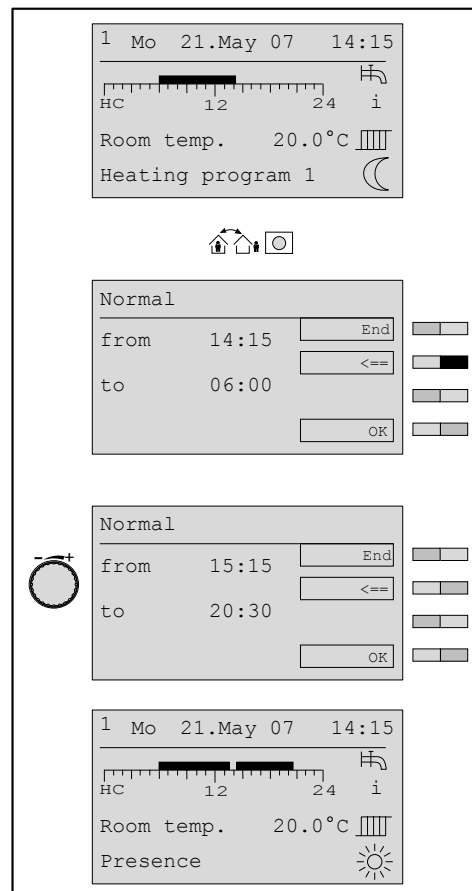 1 Mo 21.May 07 14:15
HC 12 24 i
Room temp. 20.0°C
Heating program 1
Normal
End
from 14:15
<==
to 06:00
OK
- +
Normal
End
from 15:15
<==
to 20:30
OK
1 Mo 21.May 07 14:15
HC 12 24 i
Room temp. 20.0°C
Presence